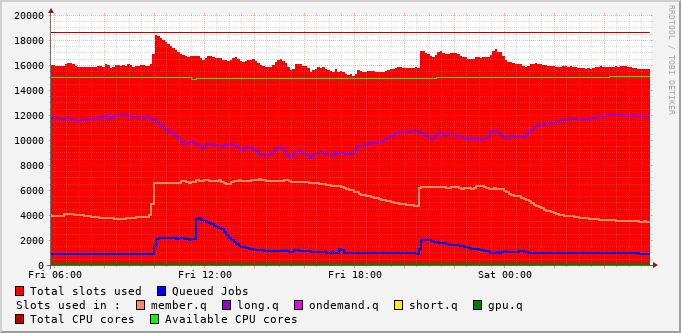 20000
18000
16000
14000
12000
10000
8000
6000
4000
2000
0
Fri 06:00 Fri 12:00 Fri 18:00 Sat 00:00
Total slots used Queued Jobs
Slots used in : member.q long.q ondemand.q short.q gpu.q
Total CPU cores Available CPU cores
RRDTOOL / TOBI OETIKER